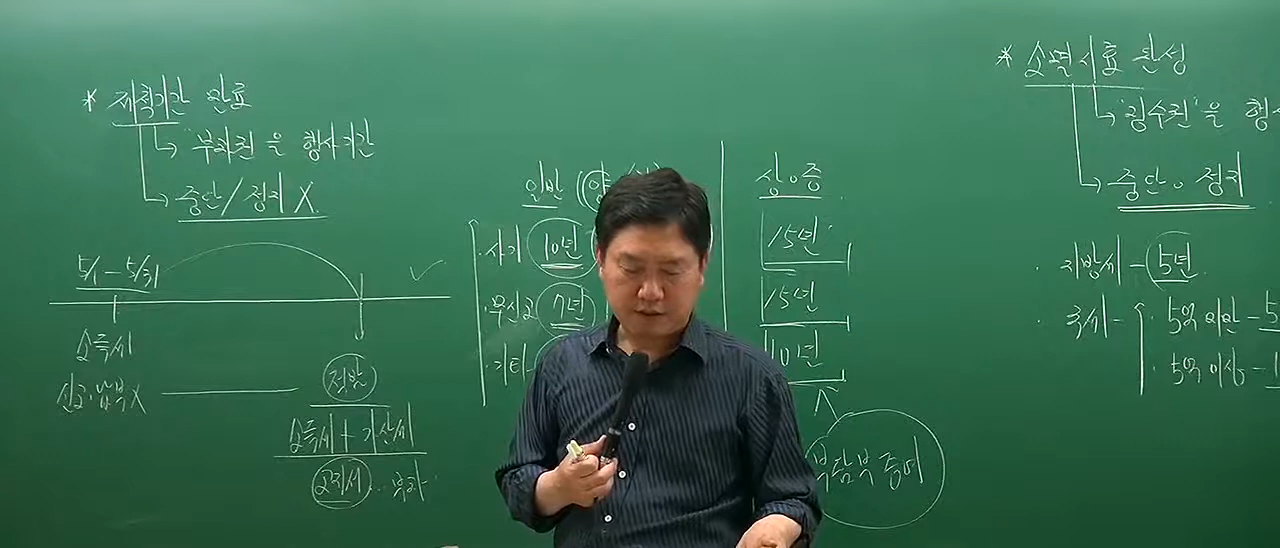 * 제척기간 만료
"부과권"을 행사기간
중단/정지 X.
5/1 - 5/31
소득세
신고·납부 X
적발
소득세+가산세
고지서 … 부과
일반
사기 10년
무신고 7년
기타
상·증
15년
15년
10년
부담부증여
* 소멸시효 완성
"징수권"을 행사
중단·정지
· 지방세 - 5년
· 국세 - 5억 미만 - 5
5억 이상 -